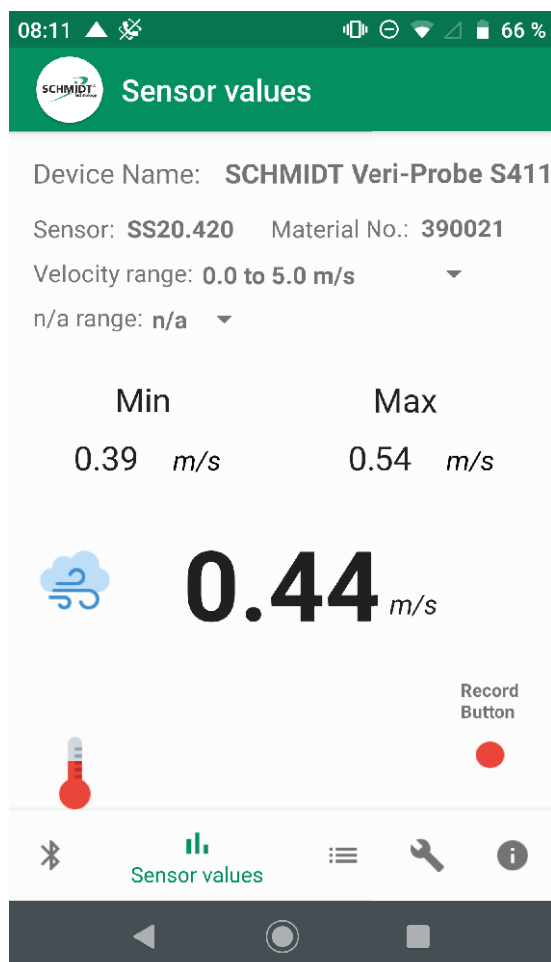 08:11 66 %
SCHMIDT Technology Sensor values
Device Name: SCHMIDT Veri-Probe S411
Sensor: SS20.420 Material No.: 390021
Velocity range: 0.0 to 5.0 m/s
n/a range: n/a
Min Max
0.39 m/s 0.54 m/s
0.44 m/s
Record
Button
Sensor values